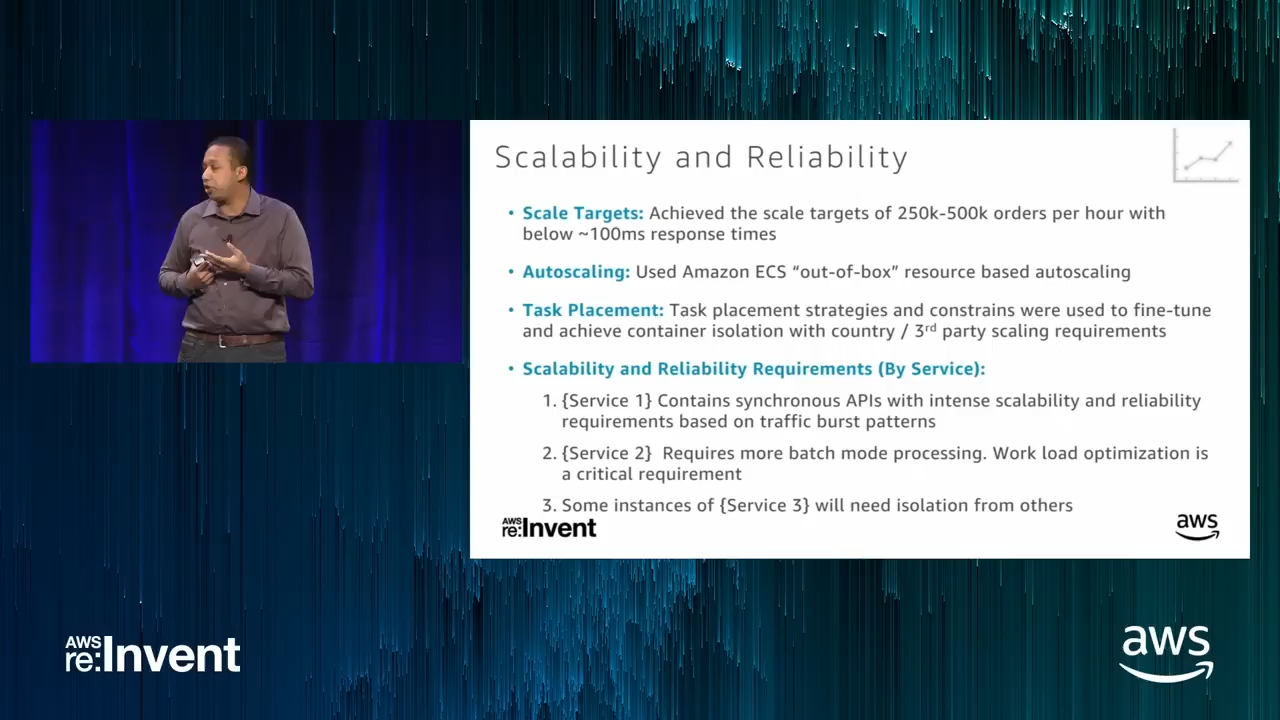 Scalability and Reliability
• Scale Targets: Achieved the scale targets of 250k-500k orders per hour with
below ~100ms response times
• Autoscaling: Used Amazon ECS “out-of-box” resource based autoscaling
• Task Placement: Task placement strategies and constrains were used to fine-tune
and achieve container isolation with country / 3rd party scaling requirements
• Scalability and Reliability Requirements (By Service):
1. {Service 1} Contains synchronous APIs with intense scalability and reliability
requirements based on traffic burst patterns
2. {Service 2} Requires more batch mode processing. Work load optimization is
a critical requirement
3. Some instances of {Service 3} will need isolation from others
AWS
re:Invent
aws
AWS
re:Invent
aws